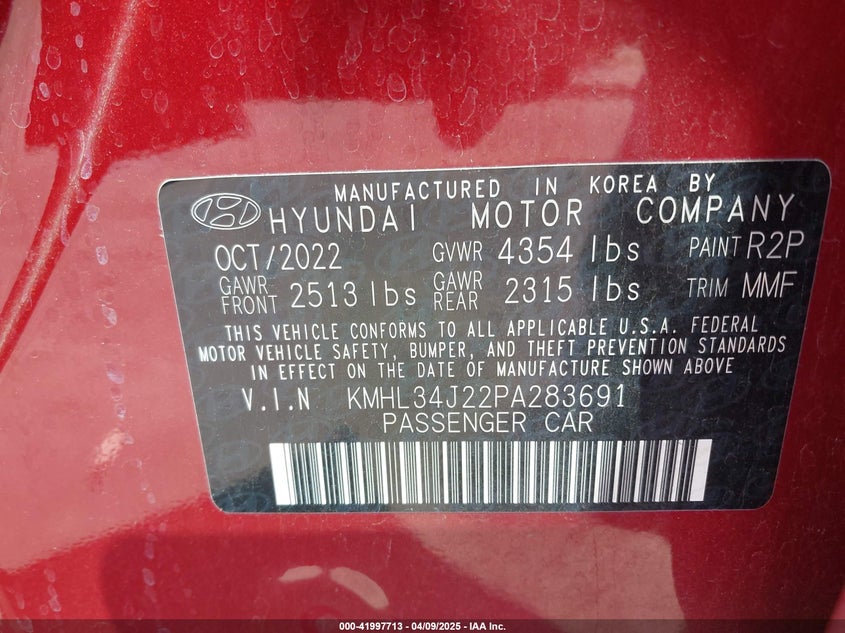 MANUFACTURED IN KOREA BY
HYUNDAI MOTOR COMPANY
OCT/2022 GVWR 4354 lbs PAINT R2P
GAWR FRONT 2513 lbs GAWR REAR 2315 lbs TRIM MMF
THIS VEHICLE CONFORMS TO ALL APPLICABLE U.S.A. FEDERAL
MOTOR VEHICLE SAFETY, BUMPER, AND THEFT PREVENTION STANDARDS
IN EFFECT ON THE DATE OF MANUFACTURE SHOWN ABOVE
V.I.N KMHL34J22PA283691
PASSENGER CAR
000-41997713 | 04/09/2025 - IAA Inc.